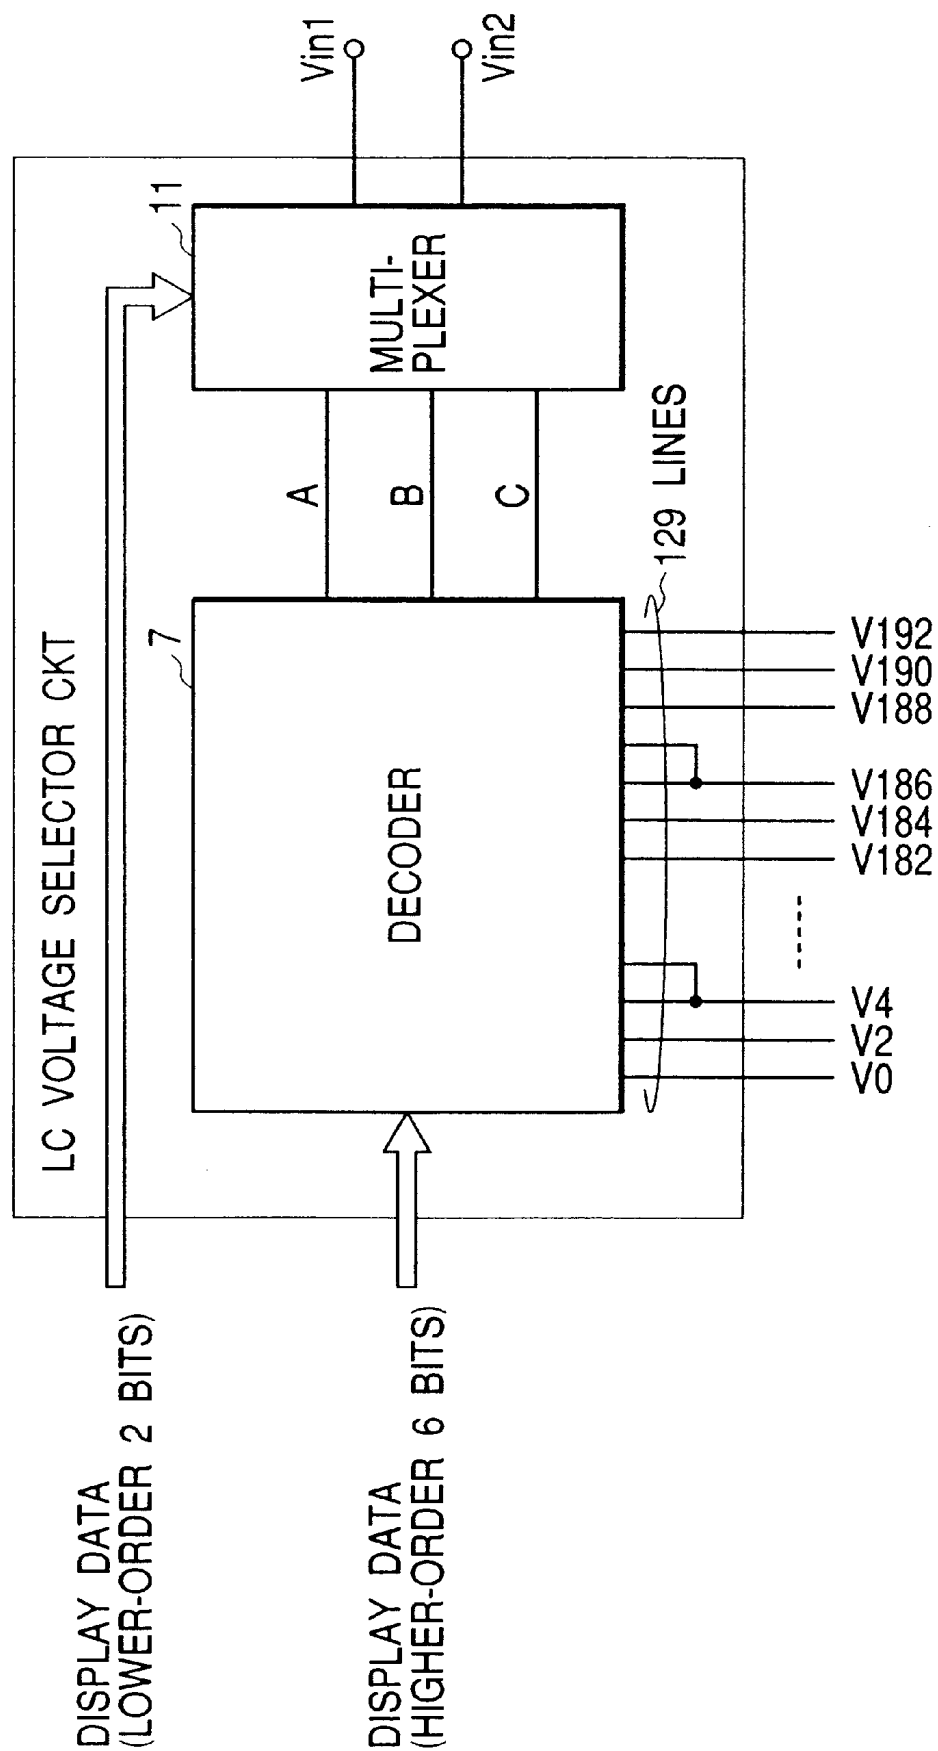 LC VOLTAGE SELECTOR CKT
DISPLAY DATA
(LOWER-ORDER 2 BITS)
DISPLAY DATA
(HIGHER-ORDER 6 BITS)
7
DECODER
A
B
C
11
MULTI-
PLEXER
Vin1
Vin2
129 LINES
V0
V2
V4
V182
V184
V186
V188
V190
V192